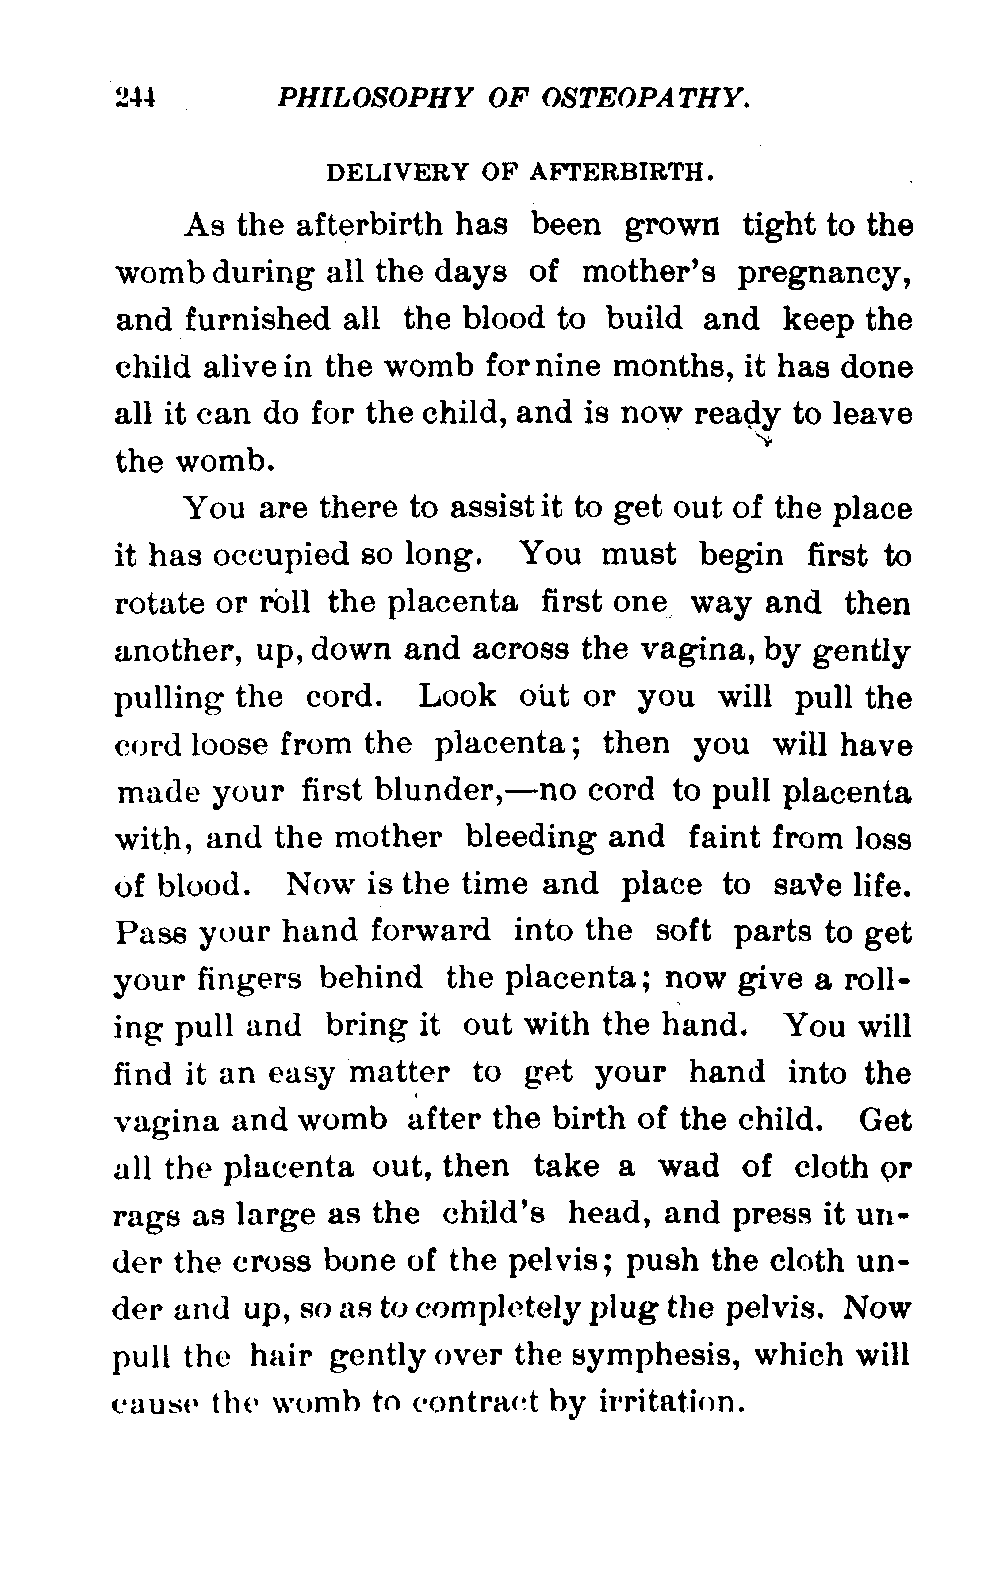 244 PHILOSOPHY OF OSTEOPATHY.
DELIVERY OF AFTERBIRTH.
As the afterbirth has been grown tight to the
womb during all the days of mother's pregnancy,
and furnished all the blood to build and keep the
child alive in the womb for nine months, it has done
all it can do for the child, and is now ready to leave
the womb.
You are there to assist it to get out of the place
it has occupied so long. You must begin first to
rotate or roll the placenta first one way and then
another, up, down and across the vagina, by gently
pulling the cord. Look out or you will pull the
cord loose from the placenta; then you will have
made your first blunder,—no cord to pull placenta
with, and the mother bleeding and faint from loss
of blood. Now is the time and place to save life.
Pass your hand forward into the soft parts to get
your fingers behind the placenta; now give a roll-
ing pull and bring it out with the hand. You will
find it an easy matter to get your hand into the
vagina and womb after the birth of the child. Get
all the placenta out, then take a wad of cloth or
rags as large as the child's head, and press it un-
der the cross bone of the pelvis; push the cloth un-
der and up, so as to completely plug the pelvis. Now
pull the hair gently over the symphesis, which will
cause the womb to contract by irritation.